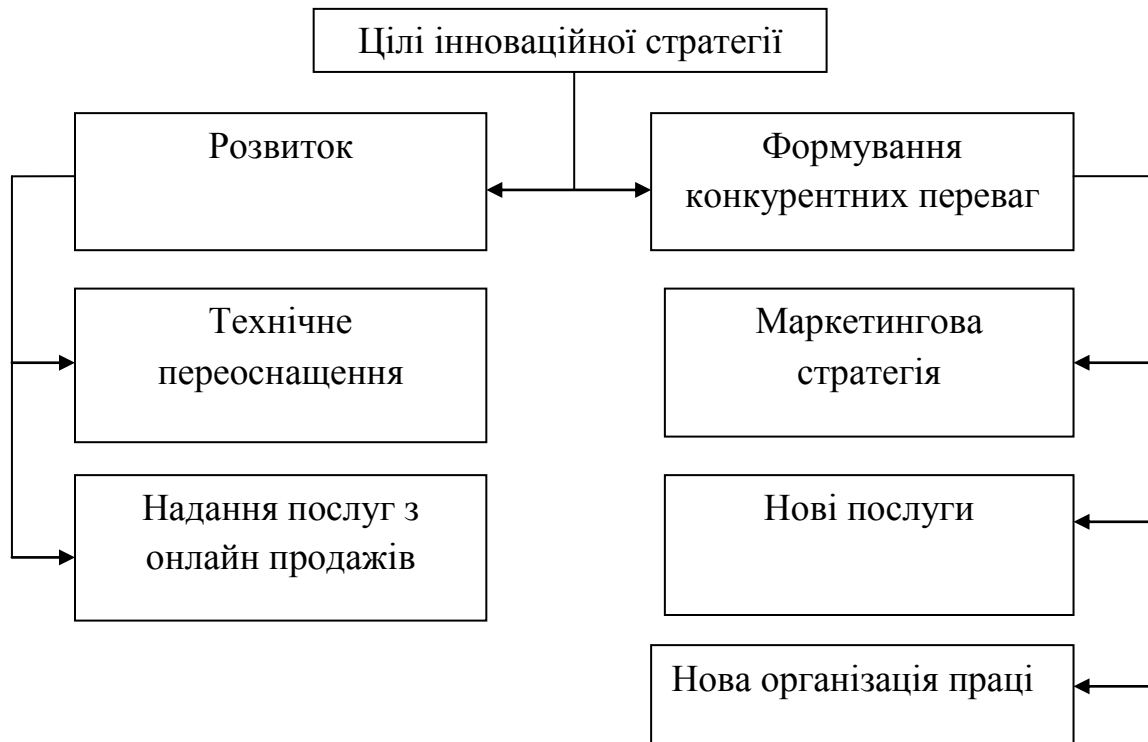 Цілі інноваційної стратегії
Розвиток
Формування
конкурентних переваг
Технічне
переоснащення
Маркетингова
стратегія
Надання послуг з
онлайн продажів
Нові послуги
Нова організація праці